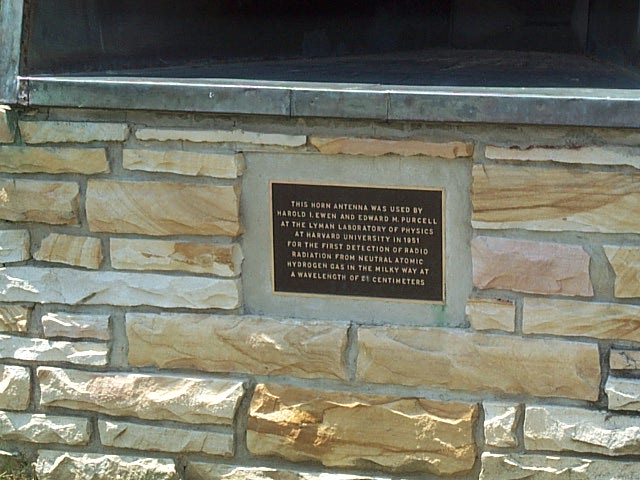 THIS HORN ANTENNA WAS USED BY
HAROLD I. EWEN AND EDWARD M. PURCELL
AT THE LYMAN LABORATORY OF PHYSICS
AT HARVARD UNIVERSITY IN 1951
FOR THE FIRST DETECTION OF RADIO
RADIATION FROM NEUTRAL ATOMIC
HYDROGEN GAS IN THE MILKY WAY AT
A WAVELENGTH OF 21 CENTIMETERS